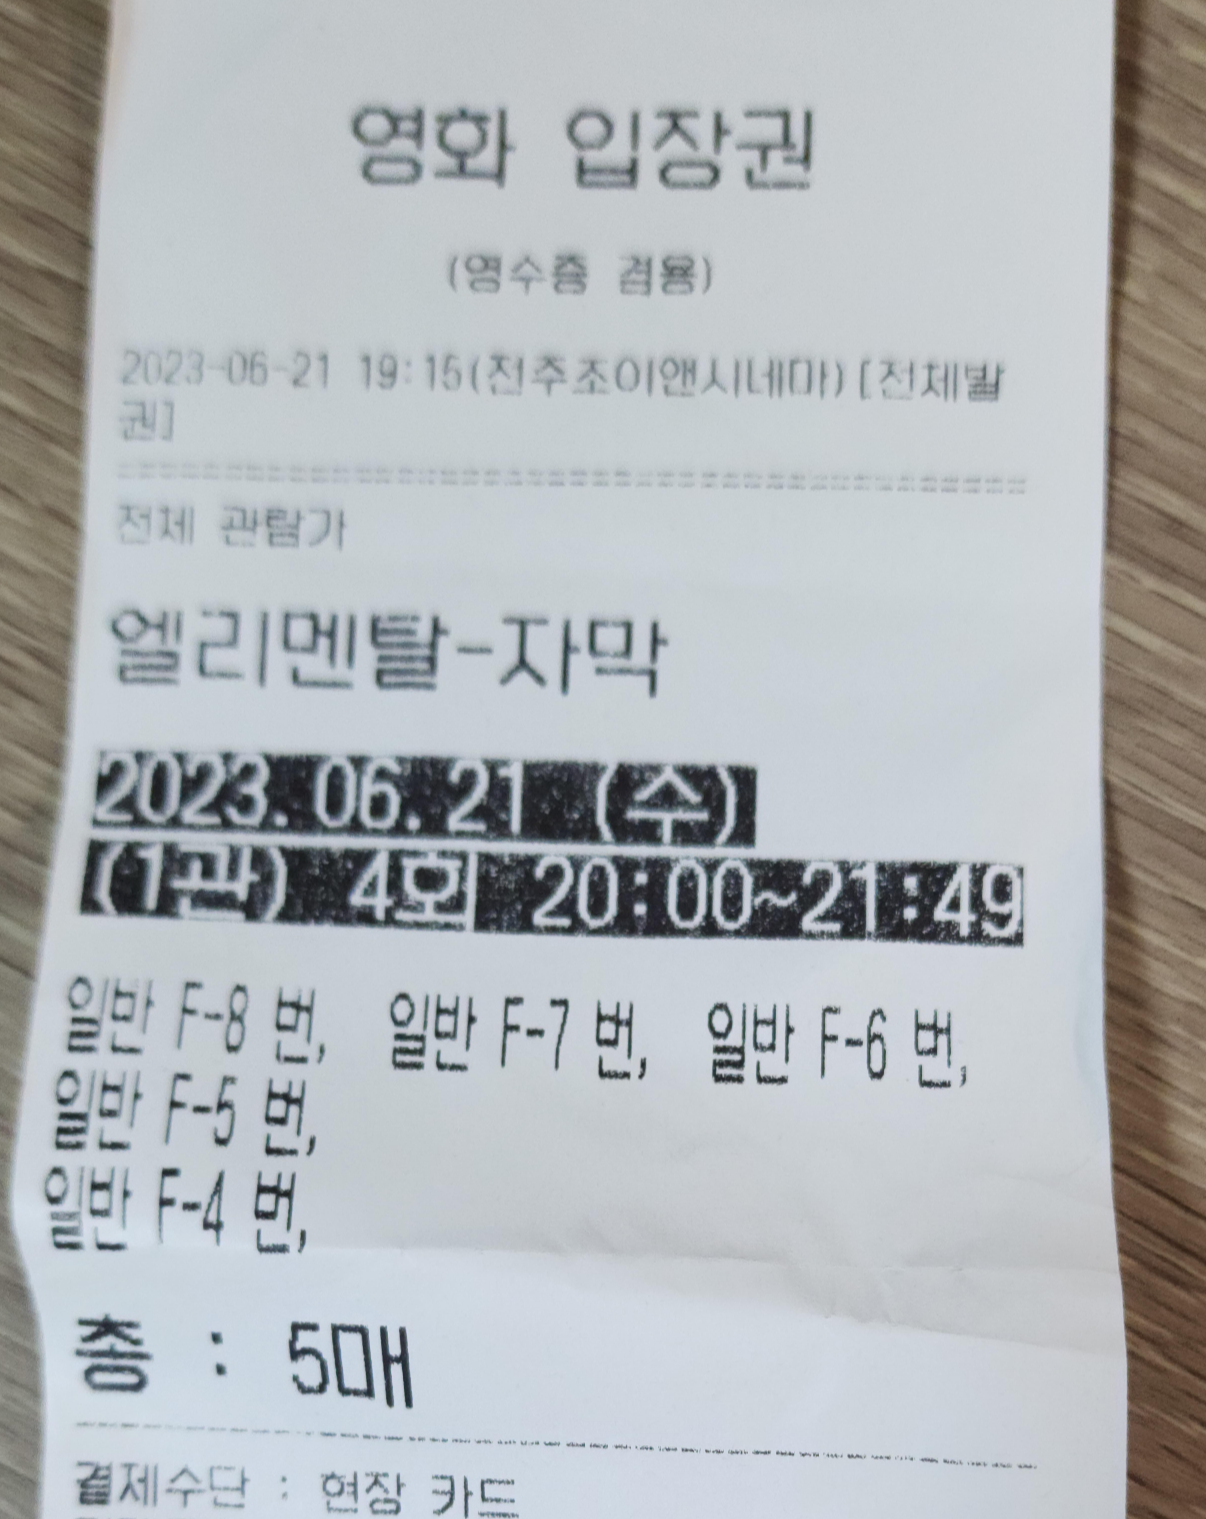 영화 입장권
(영수증 겸용)
2023-06-21 19:15(전주조이앤시네마)[전체발
권]
전체 관람가
엘리멘탈-자막
2023.06.21 (수)
(1관) 4회 20:00~21:49
일반 F-8 번, 일반 F-7 번, 일반 F-6 번,
일반 F-5 번,
일반 F-4 번,
총 : 5매
결제수단 : 현장 카드